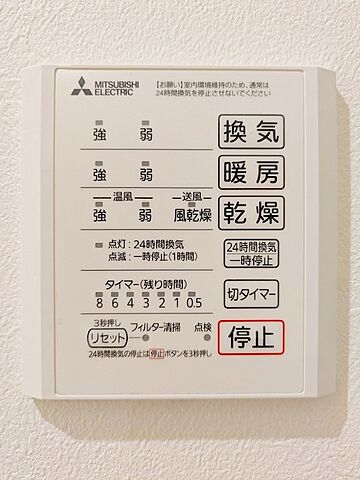 MITSUBISHI
ELECTRIC
【お願い】室内環境維持のため、通常は
24時間換気を停止させないでください
強 弱 換気
強 弱 暖房
温風 送風
強 弱 風乾燥 乾燥
点灯:24時間換気
点滅:一時停止(1時間)
24時間換気
一時停止
タイマー(残り時間)
8 6 4 3 2 1 0.5
切タイマー
3秒押し
リセット フィルター清掃 点検
停止
24時間換気の停止は停止ボタンを3秒押し